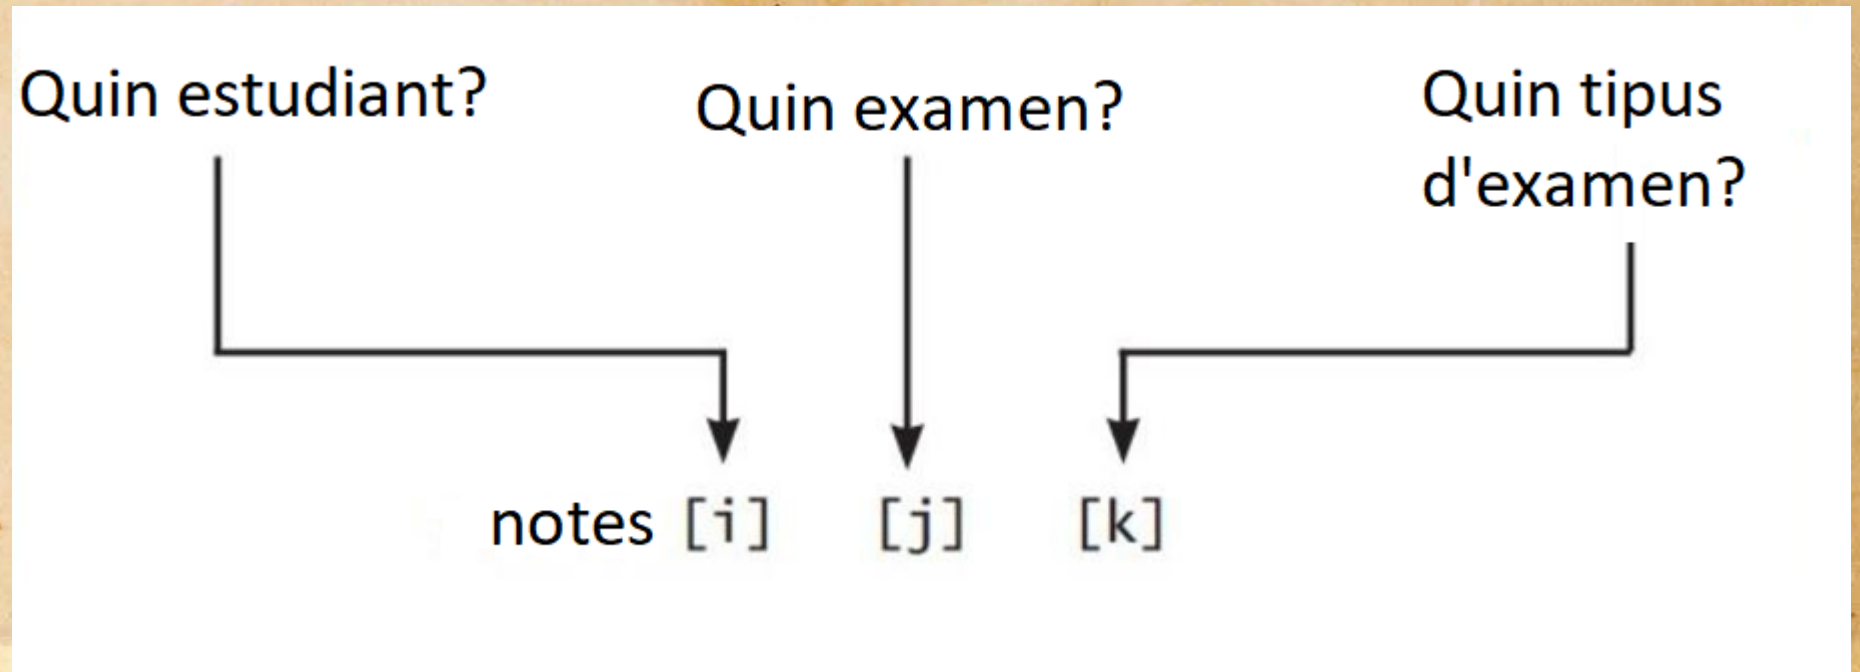 Quin estudiant?
Quin examen?
Quin tipus
d'examen?
notes [i] [j] [k]